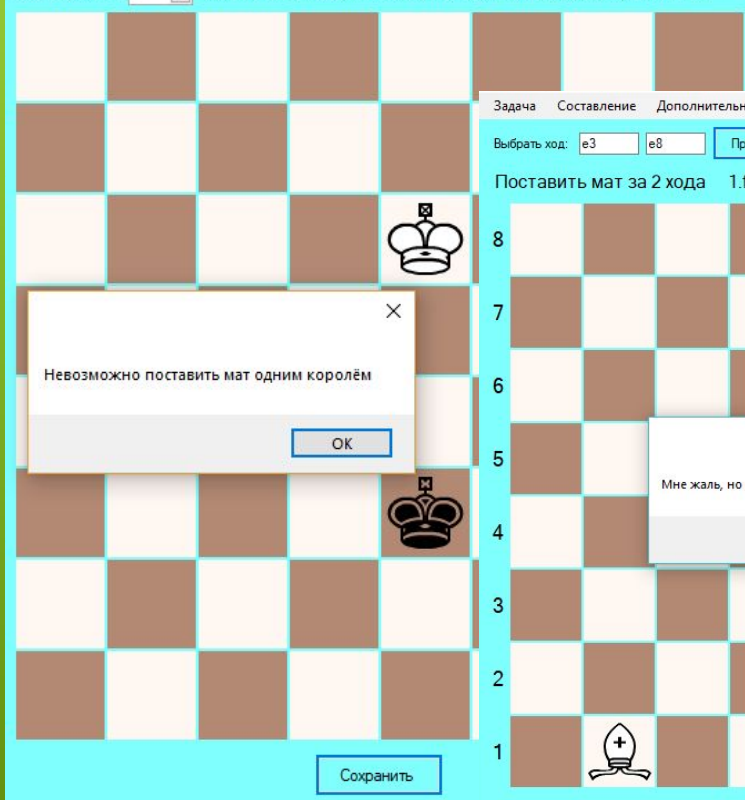 Невозможно поставить мат одним королём
OK
Сохранить
Задача Составление
Выбрать ход: e3 e8
Поставить мат за 2 хода
8
7
6
5
4
3
2
1
Мне жаль, но